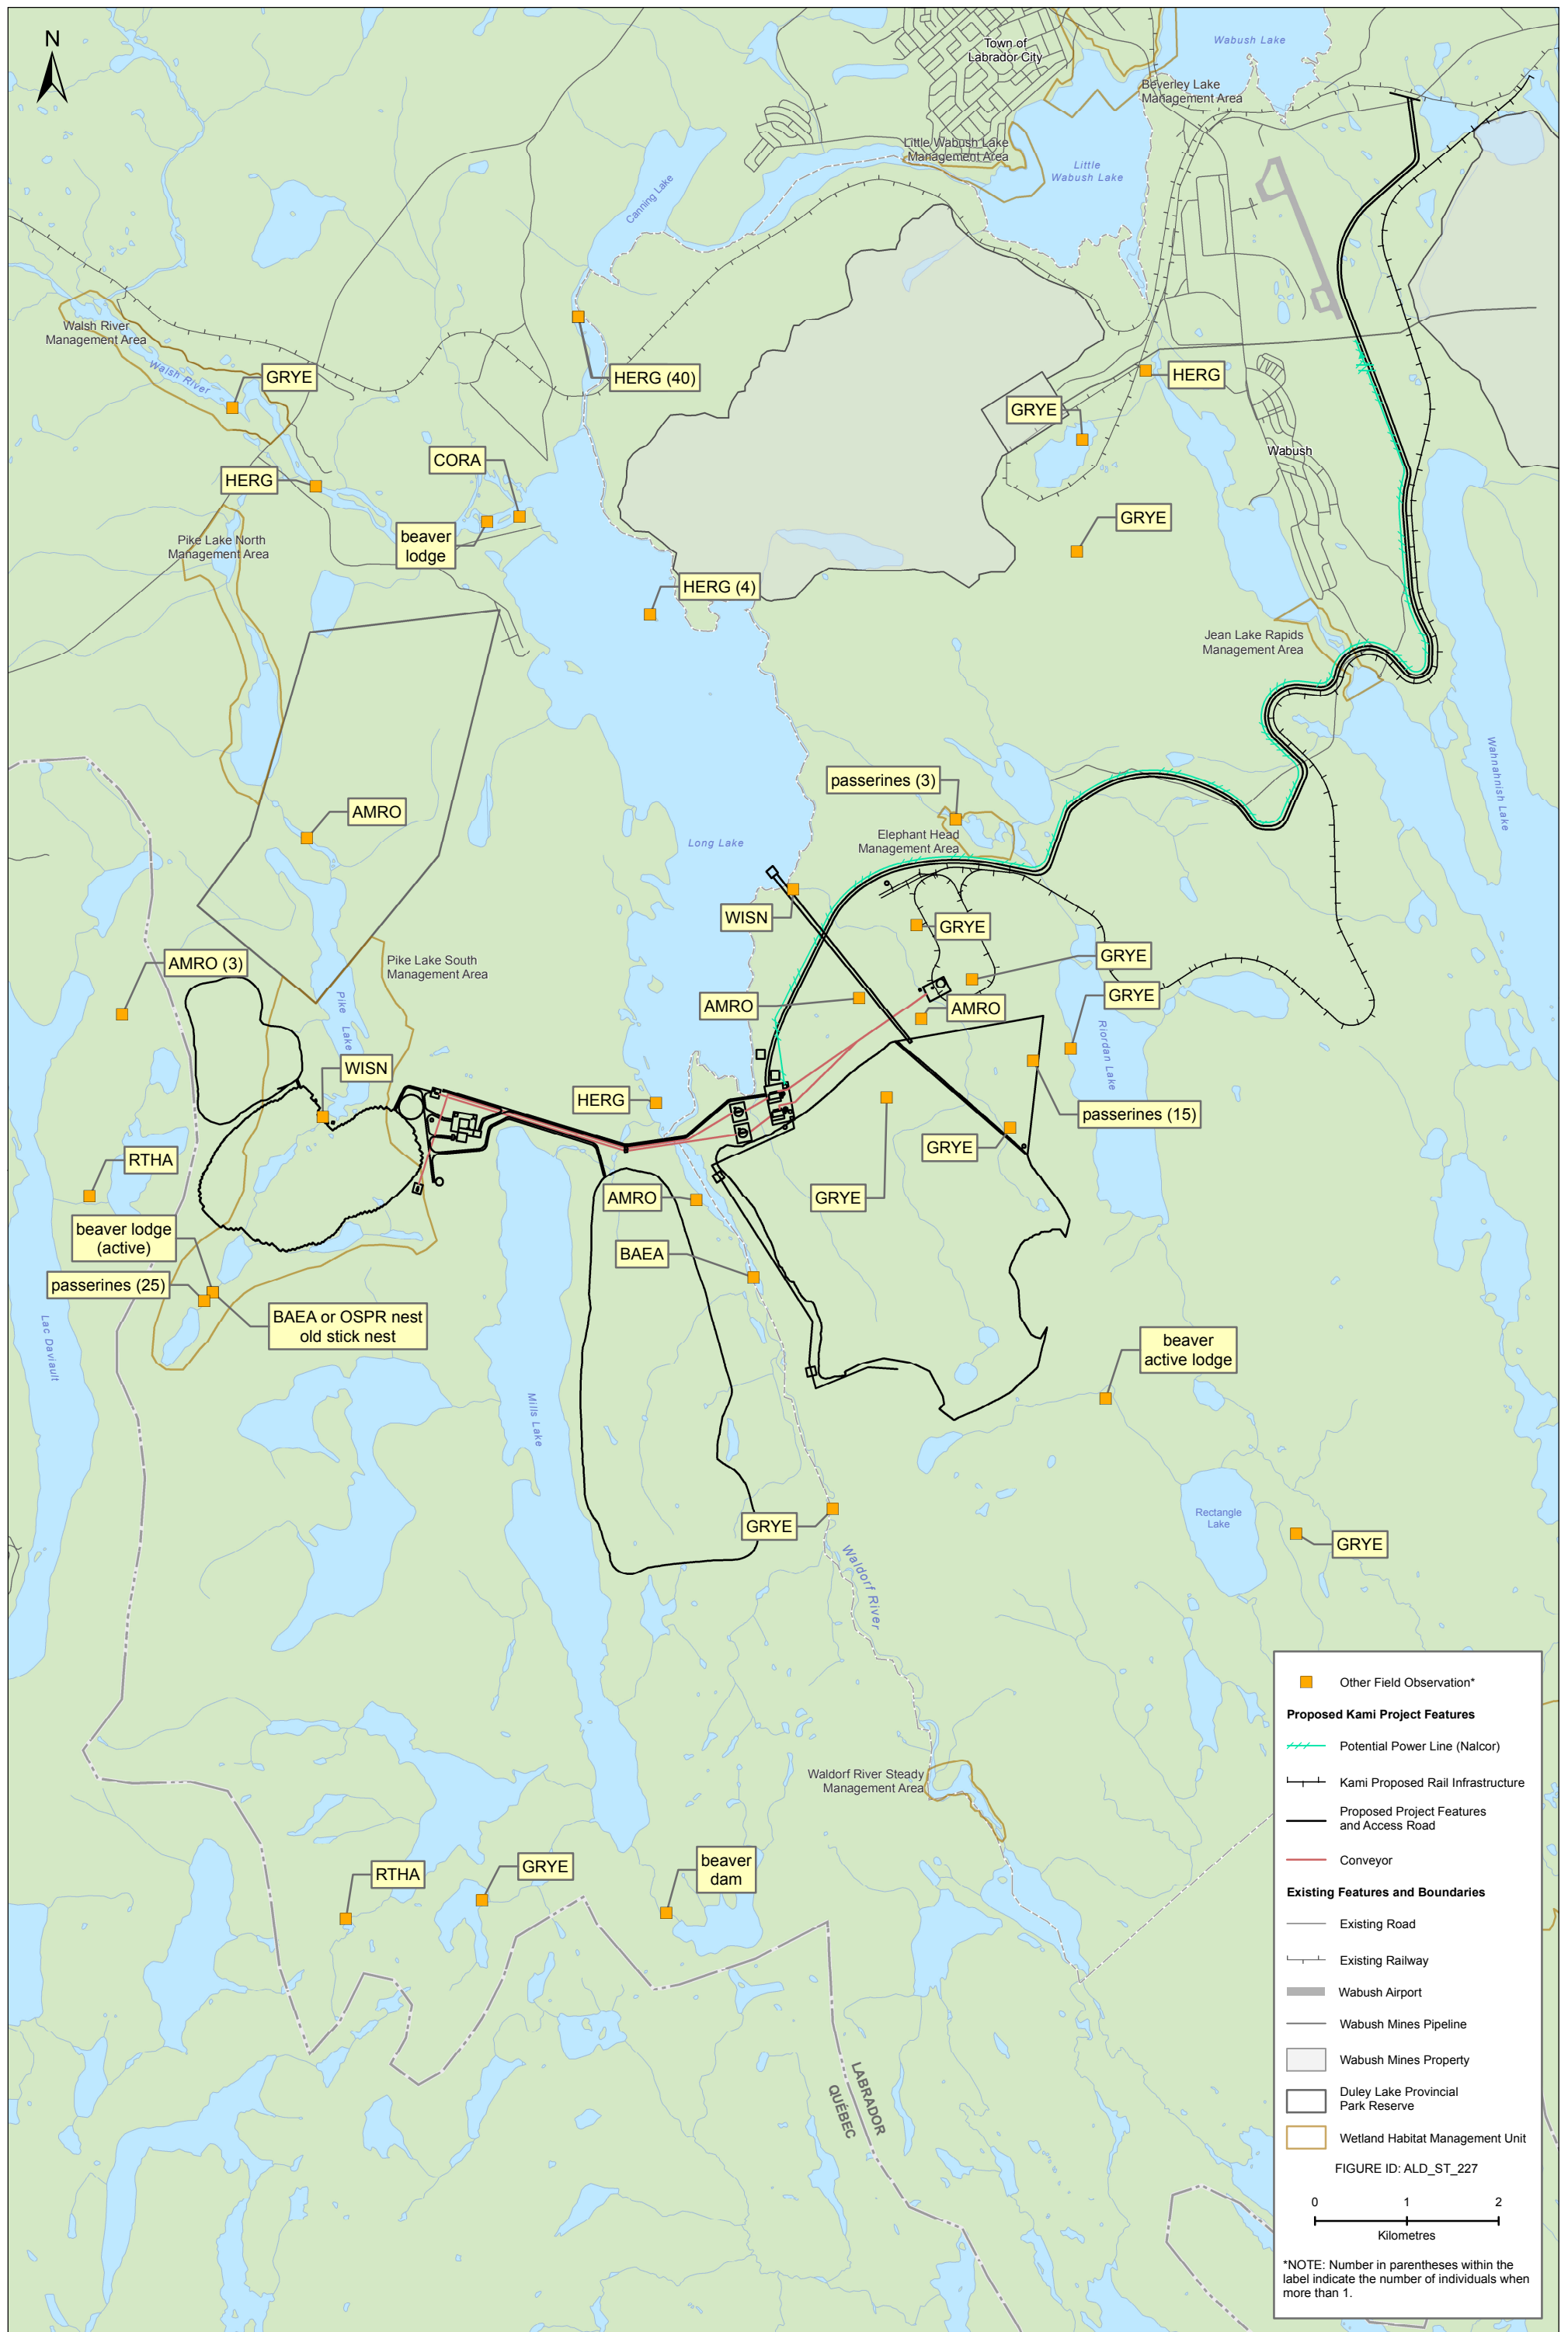 N
Town of
Labrador City
Wabush Lake
Beverley Lake
Management Area
Little Wabush Lake
Management Area
Little
Wabush Lake
Canning Lake
Walsh River
Management Area
Walsh River
GRYE
HERG (40)
HERG
GRYE
Wabush
CORA
HERG
beaver
lodge
GRYE
Pike Lake North
Management Area
HERG (4)
Jean Lake Rapids
Management Area
Wahnahnish Lake
passerines (3)
AMRO
Long Lake
Elephant Head
Management Area
WISN
GRYE
AMRO (3)
Pike Lake South
Management Area
GRYE
GRYE
AMRO
AMRO
Pike Lake
Riordan Lake
WISN
HERG
passerines (15)
GRYE
RTHA
AMRO
GRYE
beaver lodge
(active)
BAEA
passerines (25)
BAEA or OSPR nest
old stick nest
Lac Daviault
beaver
active lodge
Mills Lake
GRYE
Rectangle
Lake
GRYE
Waldorf River
Waldorf River Steady
Management Area
RTHA
GRYE
beaver
dam
LABRADOR
QUÉBEC
Other Field Observation*
Proposed Kami Project Features
Potential Power Line (Nalcor)
Kami Proposed Rail Infrastructure
Proposed Project Features
and Access Road
Conveyor
Existing Features and Boundaries
Existing Road
Existing Railway
Wabush Airport
Wabush Mines Pipeline
Wabush Mines Property
Duley Lake Provincial
Park Reserve
Wetland Habitat Management Unit
FIGURE ID: ALD_ST_227
0 1 2
Kilometres
*NOTE: Number in parentheses within the
label indicate the number of individuals when
more than 1.